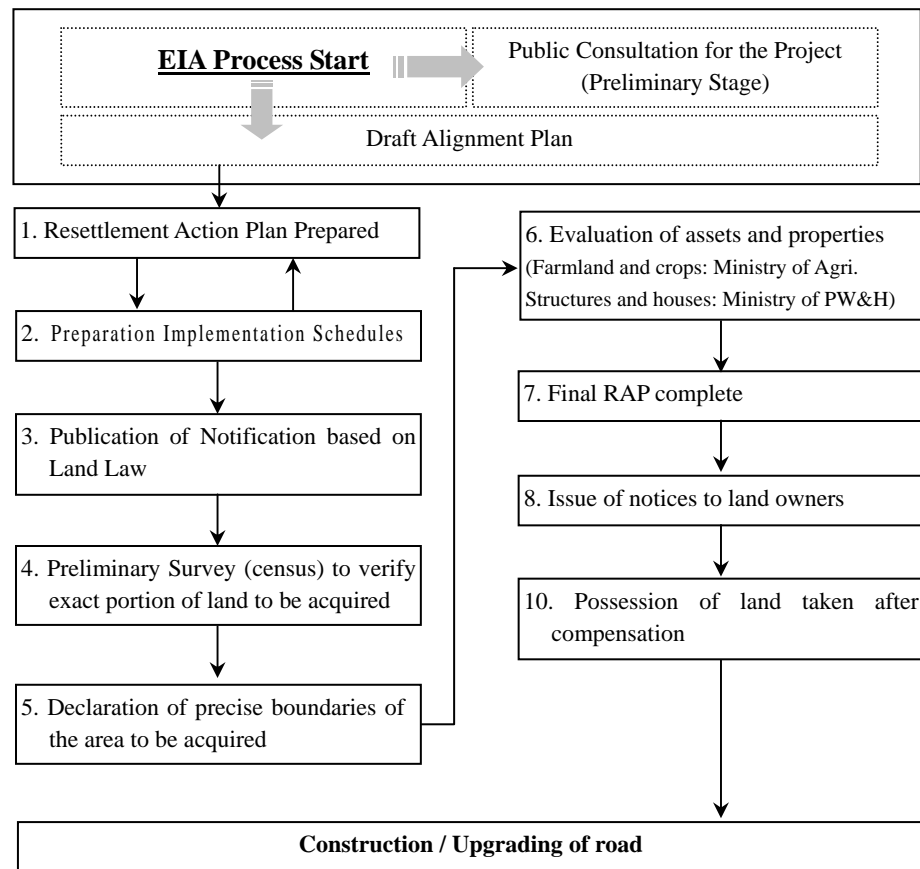 EIA Process Start
Public Consultation for the Project
(Preliminary Stage)
Draft Alignment Plan
1. Resettlement Action Plan Prepared
2. Preparation Implementation Schedules
3. Publication of Notification based on
Land Law
4. Preliminary Survey (census) to verify
exact portion of land to be acquired
5. Declaration of precise boundaries of
the area to be acquired
6. Evaluation of assets and properties
(Farmland and crops: Ministry of Agri.
Structures and houses: Ministry of PW&H)
7. Final RAP complete
8. Issue of notices to land owners
10. Possession of land taken after
compensation
Construction / Upgrading of road